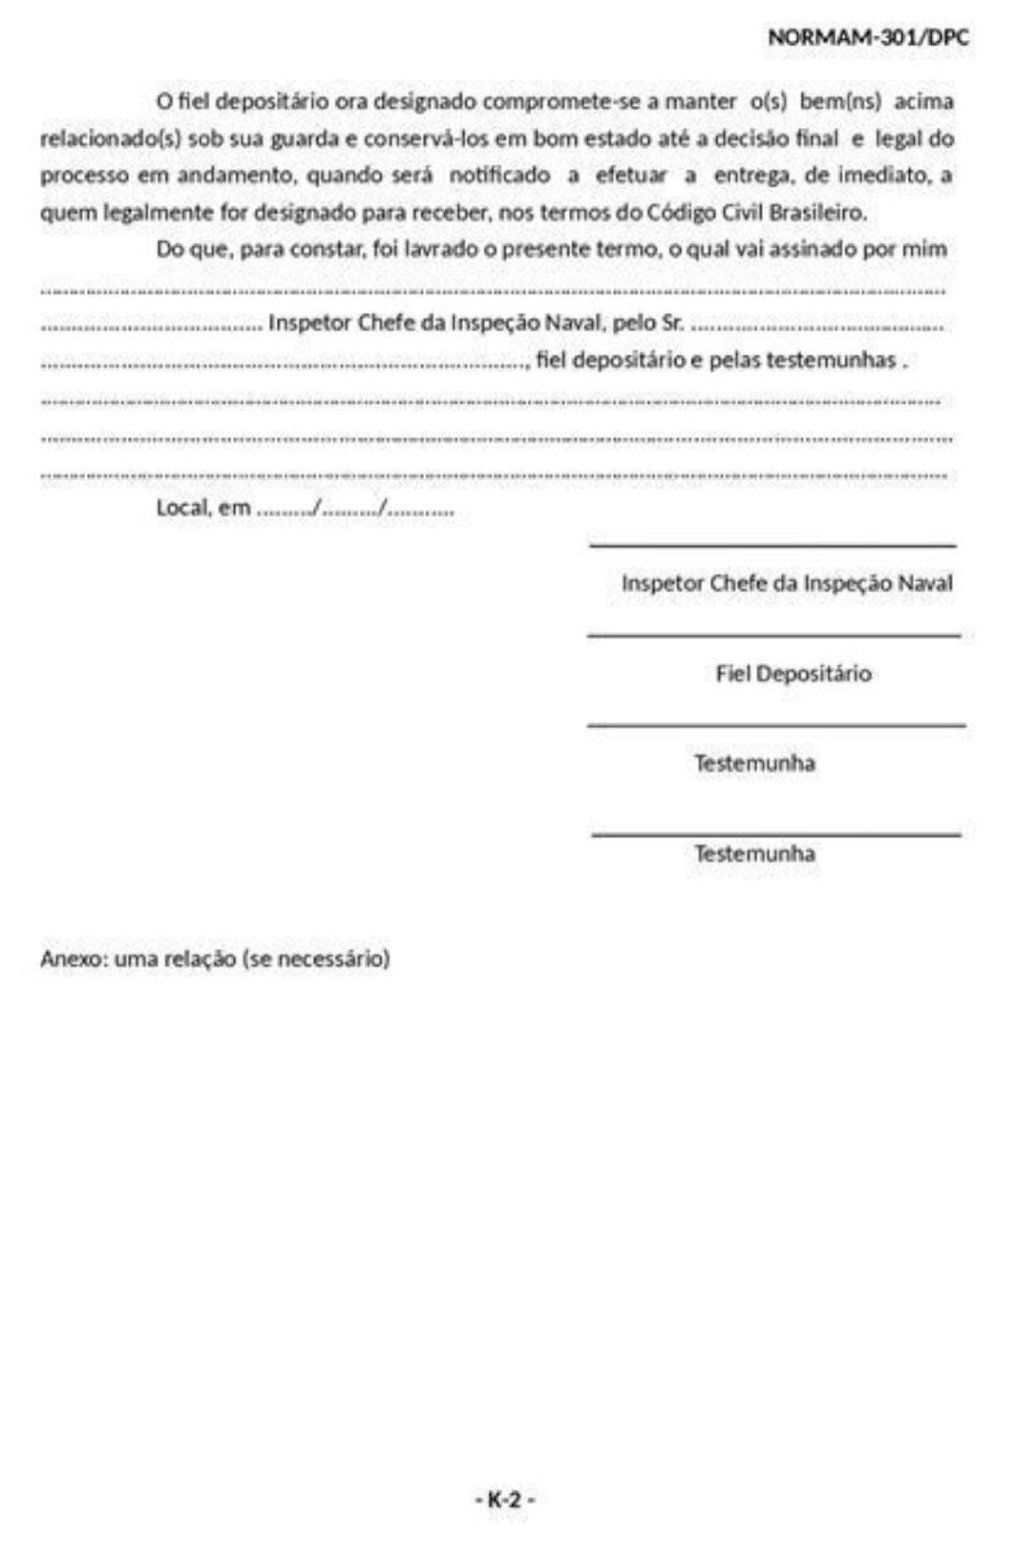 NORMAM-301/DPC
O fiel depositário ora designado compromete-se a manter o(s) bem(ns) acima
relacionado(s) sob sua guarda e conservá-los em bom estado até a decisão final e legal do
processo em andamento, quando será notificado a efetuar a entrega, de imediato, a
quem legalmente for designado para receber, nos termos do Código Civil Brasileiro.
Do que, para constar, foi lavrado o presente termo, o qual vai assinado por mim
..........................................................................................
..................................... Inspetor Chefe da Inspeção Naval, pelo Sr. ..........................................
................................................................................, fiel depositário e pelas testemunhas .
..........................................................................................
..........................................................................................
..........................................................................................
Local, em ........./........./...........
Inspetor Chefe da Inspeção Naval
Fiel Depositário
Testemunha
Testemunha
Anexo: uma relação (se necessário)
- K-2 -